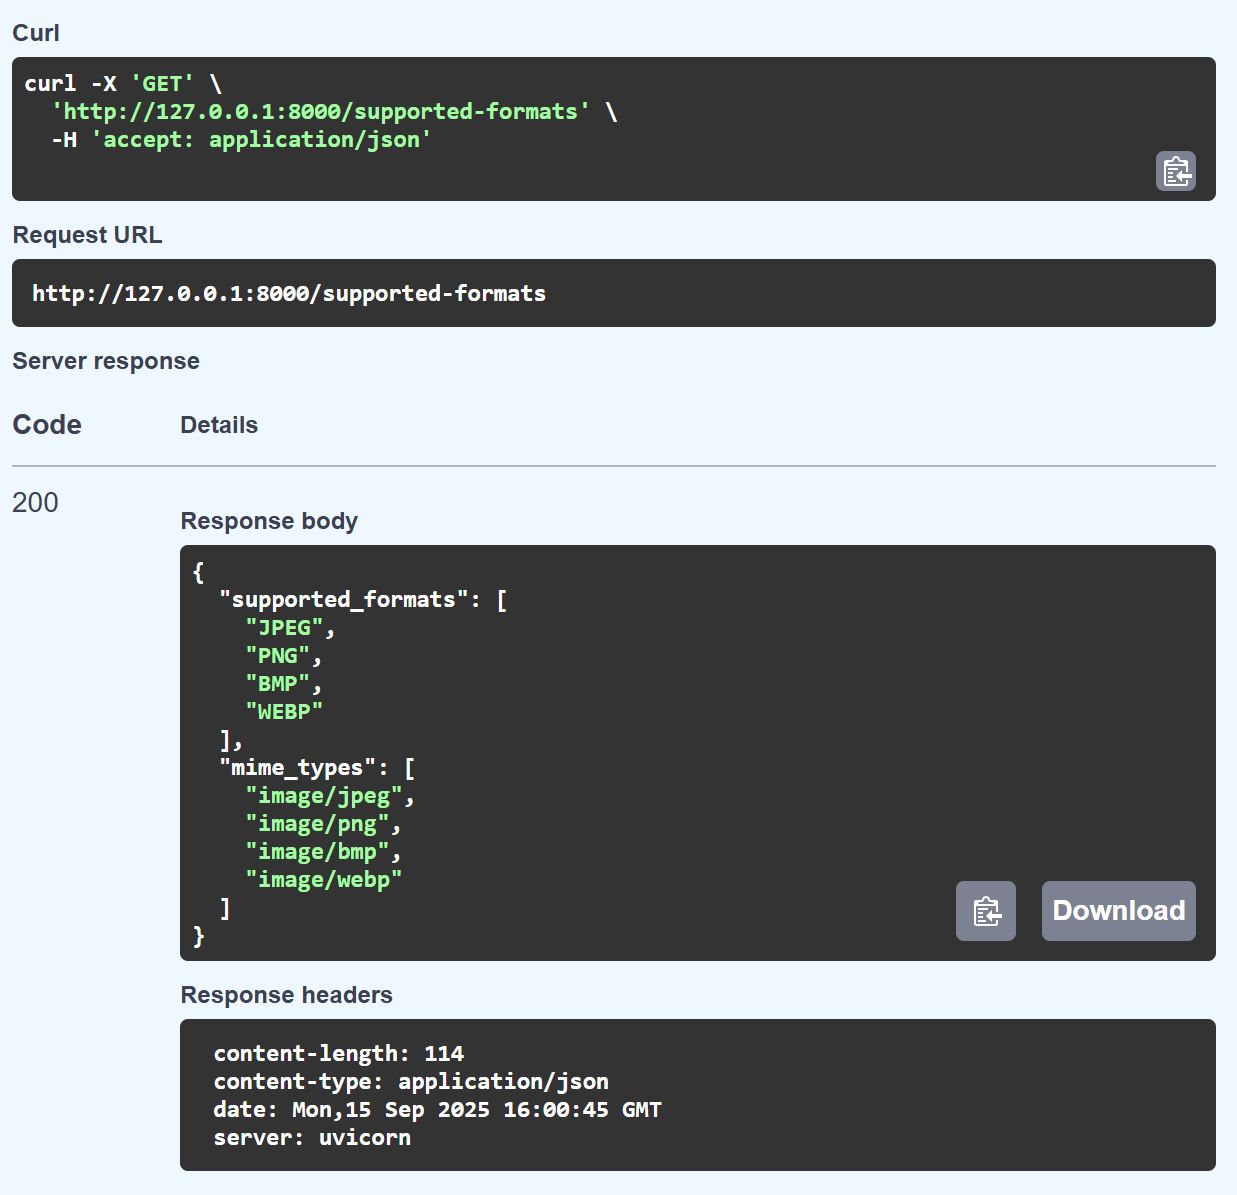 Curl
curl -X 'GET' \
  'http://127.0.0.1:8000/supported-formats' \
  -H 'accept: application/json'
Request URL
http://127.0.0.1:8000/supported-formats
Server response
Code Details
200
Response body
{
  "supported_formats": [
    "JPEG",
    "PNG",
    "BMP",
    "WEBP"
  ],
  "mime_types": [
    "image/jpeg",
    "image/png",
    "image/bmp",
    "image/webp"
  ]
}
Download
Response headers
content-length: 114
content-type: application/json
date: Mon,15 Sep 2025 16:00:45 GMT
server: uvicorn